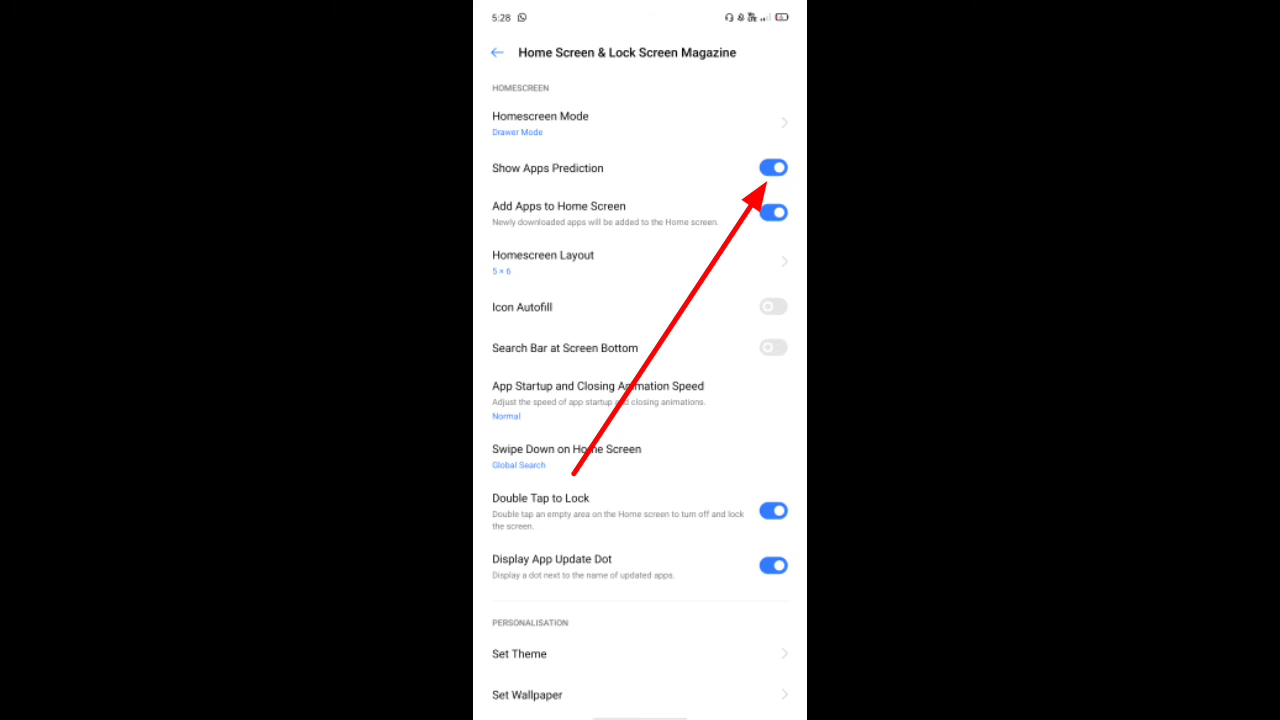 5:28
Home Screen & Lock Screen Magazine
HOMESCREEN
Homescreen Mode
Drawer Mode
Show Apps Prediction
Add Apps to Home Screen
Newly downloaded apps will be added to the Home screen.
Homescreen Layout
5 × 6
Icon Autofill
Search Bar at Screen Bottom
App Startup and Closing Animation Speed
Adjust the speed of app startup and closing animations.
Normal
Swipe Down on Home Screen
Global Search
Double Tap to Lock
Double tap an empty area on the Home screen to turn off and lock
the screen.
Display App Update Dot
Display a dot next to the name of updated apps.
PERSONALISATION
Set Theme
Set Wallpaper